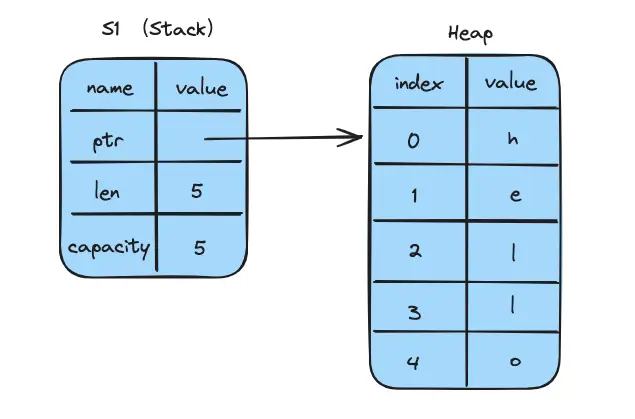 S1 (Stack)
name value
ptr
len 5
capacity 5
Heap
index value
0 h
1 e
2 l
3 l
4 o